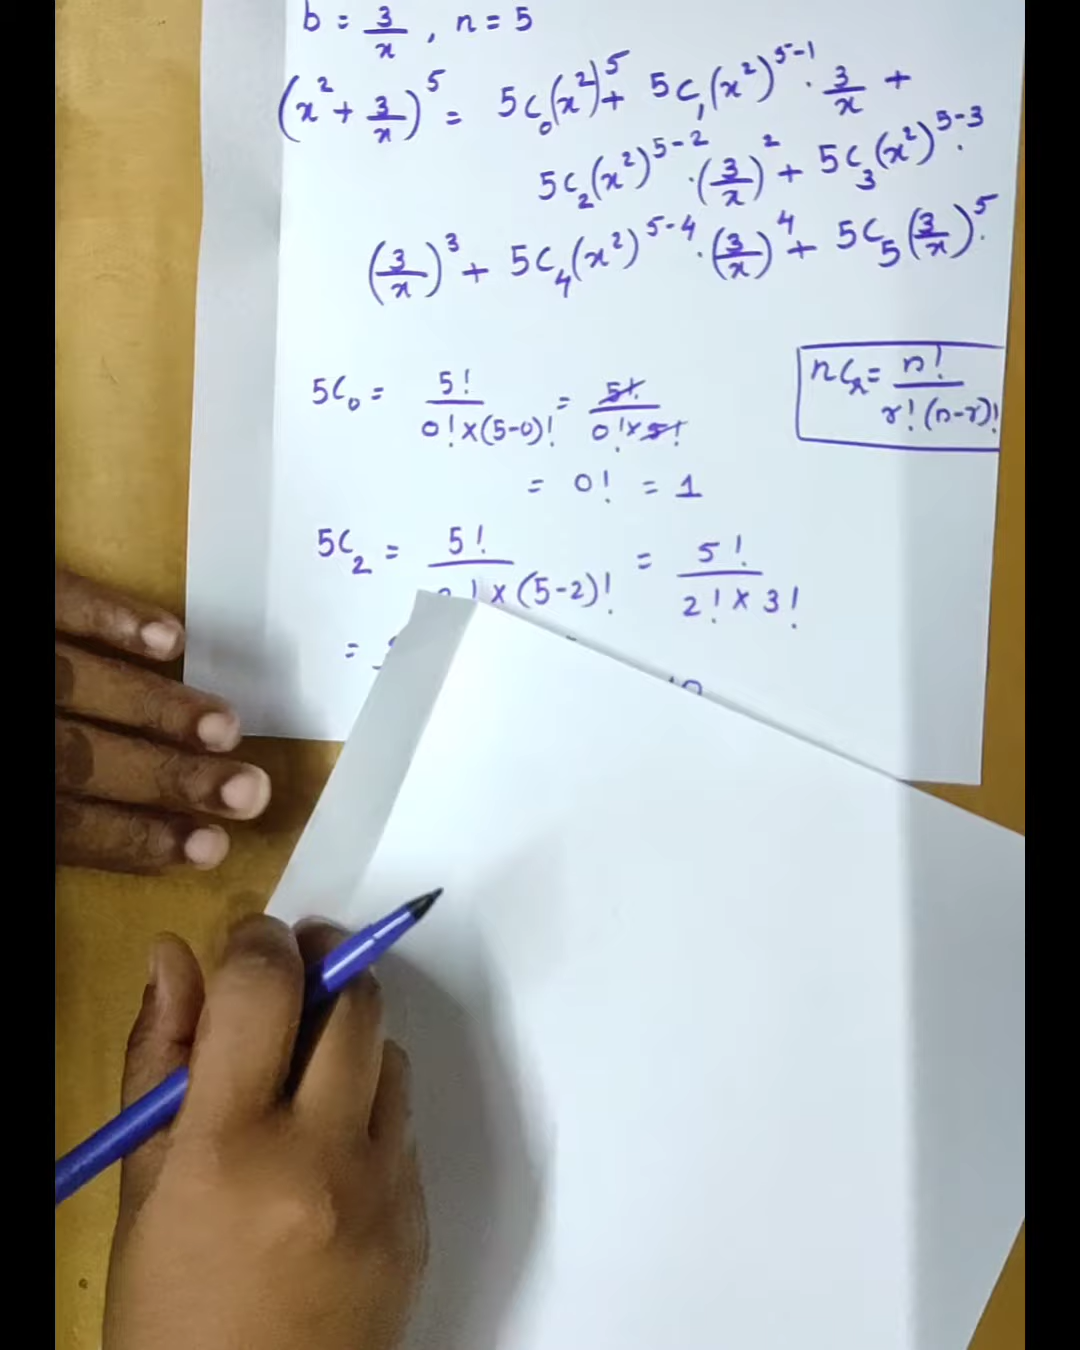 b = 3/x , n = 5
(x² + 3/x)⁵ = 5C₀(x²)⁵ + 5C₁(x²)⁵⁻¹ · 3/x +
5C₂(x²)⁵⁻² · (3/x)² + 5C₃(x²)⁵⁻³ ·
(3/x)³ + 5C₄(x²)⁵⁻⁴ · (3/x)⁴ + 5C₅(3/x)⁵ ·
nCr = n! / r!(n-r)!
5C₀ = 5! / 0!×(5-0)! = 5! / 0!×5!
= 0! = 1
5C₂ = 5! / 2!×(5-2)! = 5! / 2!×3!
=